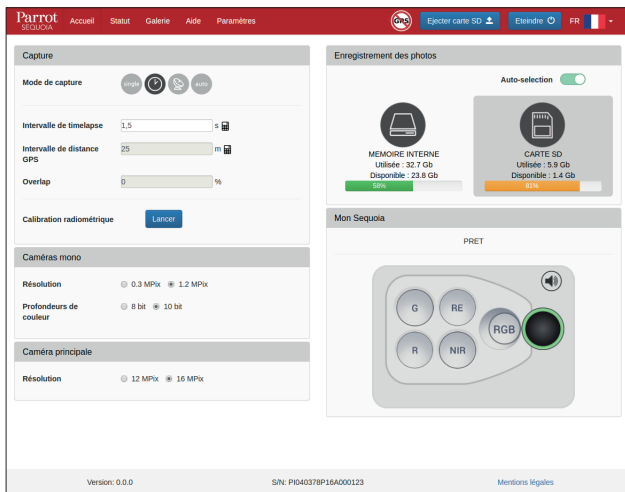 Parrot
SEQUOIA
Accueil
Statut
Galerie
Aide
Paramètres
GPS
Ejecter carte SD
Eteindre
FR
Capture
Mode de capture
single
auto
Intervalle de timelapse
1,5
s
Intervalle de distance
GPS
25
m
Overlap
0
%
Calibration radiométrique
Lancer
Caméras mono
Résolution
0.3 MPix
1.2 MPix
Profondeurs de
couleur
8 bit
10 bit
Caméra principale
Résolution
12 MPix
16 MPix
Enregistrement des photos
Auto-selection
MEMOIRE INTERNE
Utilisée : 32.7 Gb
Disponible : 23.8 Gb
58%
CARTE SD
Utilisée : 5.9 Gb
Disponible : 1.4 Gb
81%
Mon Sequoia
PRET
G
RE
RGB
R
NIR
Version: 0.0.0
S/N: PI040378P16A000123
Mentions légales